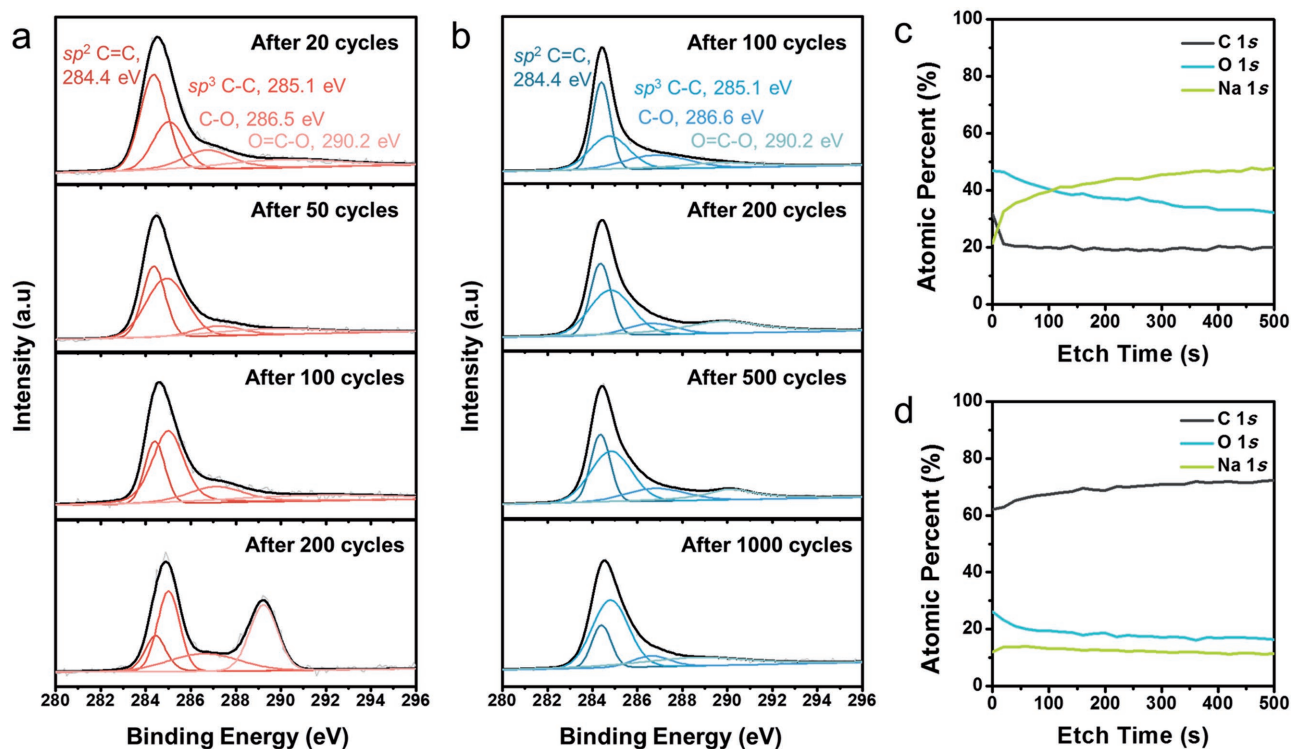 a
After 20 cycles
sp² C=C,
284.4 eV
sp³ C-C, 285.1 eV
C-O, 286.5 eV
O=C-O, 290.2 eV
After 50 cycles
After 100 cycles
After 200 cycles
Intensity (a.u)
280 282 284 286 288 290 292 294 296
Binding Energy (eV)
b
After 100 cycles
sp² C=C,
284.4 eV
sp³ C-C, 285.1 eV
C-O, 286.6 eV
O=C-O, 290.2 eV
After 200 cycles
After 500 cycles
After 1000 cycles
Intensity (a.u)
280 282 284 286 288 290 292 294 296
Binding Energy (eV)
c
100
80
60
40
20
0
C 1s
O 1s
Na 1s
Atomic Percent (%)
0 100 200 300 400 500
Etch Time (s)
d
100
80
60
40
20
0
C 1s
O 1s
Na 1s
Atomic Percent (%)
0 100 200 300 400 500
Etch Time (s)